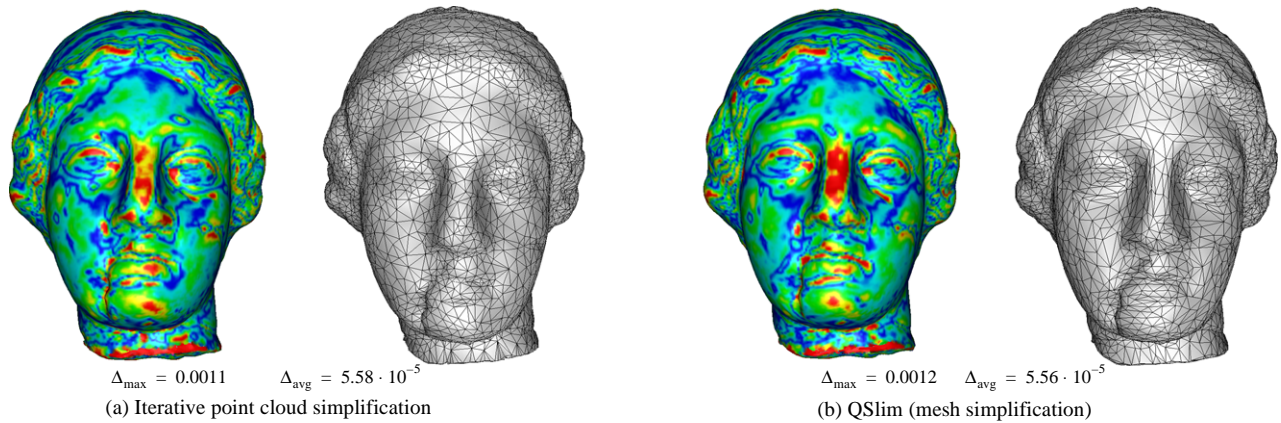 Δmax = 0.0011 Δavg = 5.58 · 10⁻⁵
(a) Iterative point cloud simplification
Δmax = 0.0012 Δavg = 5.56 · 10⁻⁵
(b) QSlim (mesh simplification)